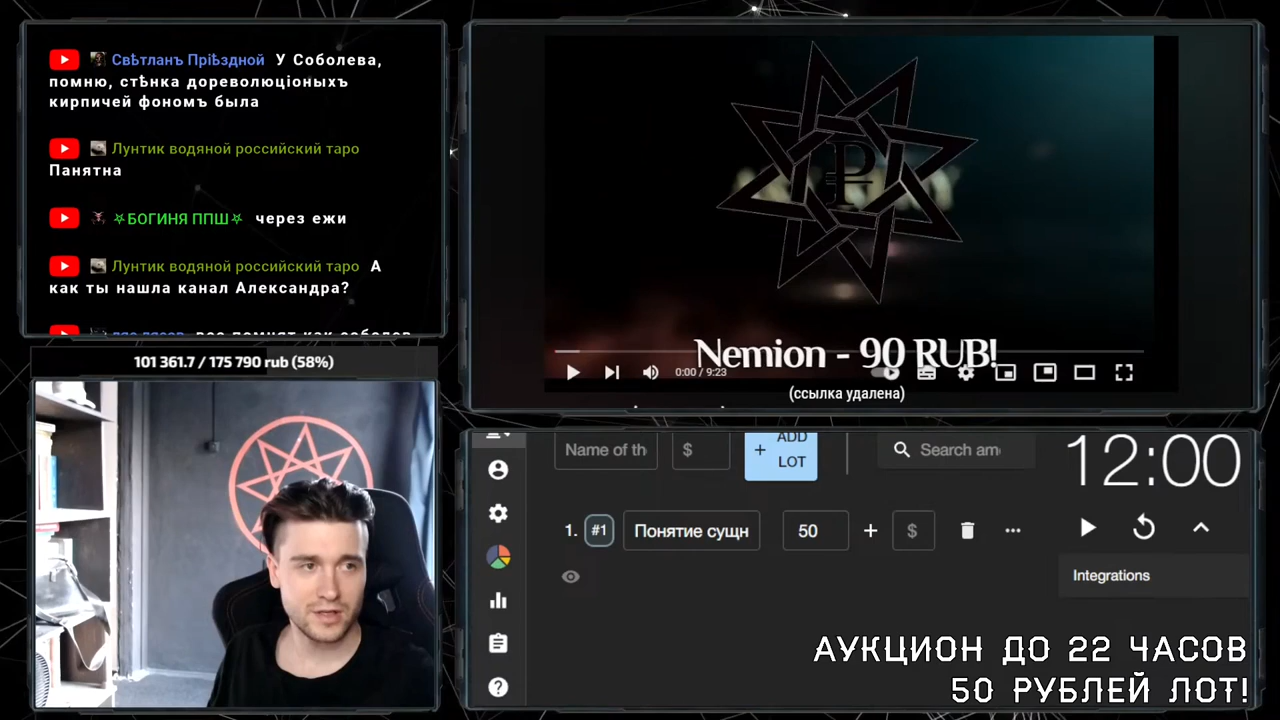 Свѣтланъ Пріѣздной У Соболева,
помню, стѣнка дореволюціоныхъ
кирпичей фономъ была
Лунтик водяной российский таро
Панятна
⛧БОГИНЯ ППШ⛧ через ежи
Лунтик водяной российский таро А
как ты нашла канал Александра?
101 361.7 / 175 790 rub (58%)
Nemion - 90 RUB!
0:00 / 9:23
(ссылка удалена)
Name of th
$
+ ADD
LOT
Search am
12:00
1. #1 Понятие сущн 50 + $
Integrations
АУКЦИОН ДО 22 ЧАСОВ
50 РУБЛЕЙ ЛОТ!